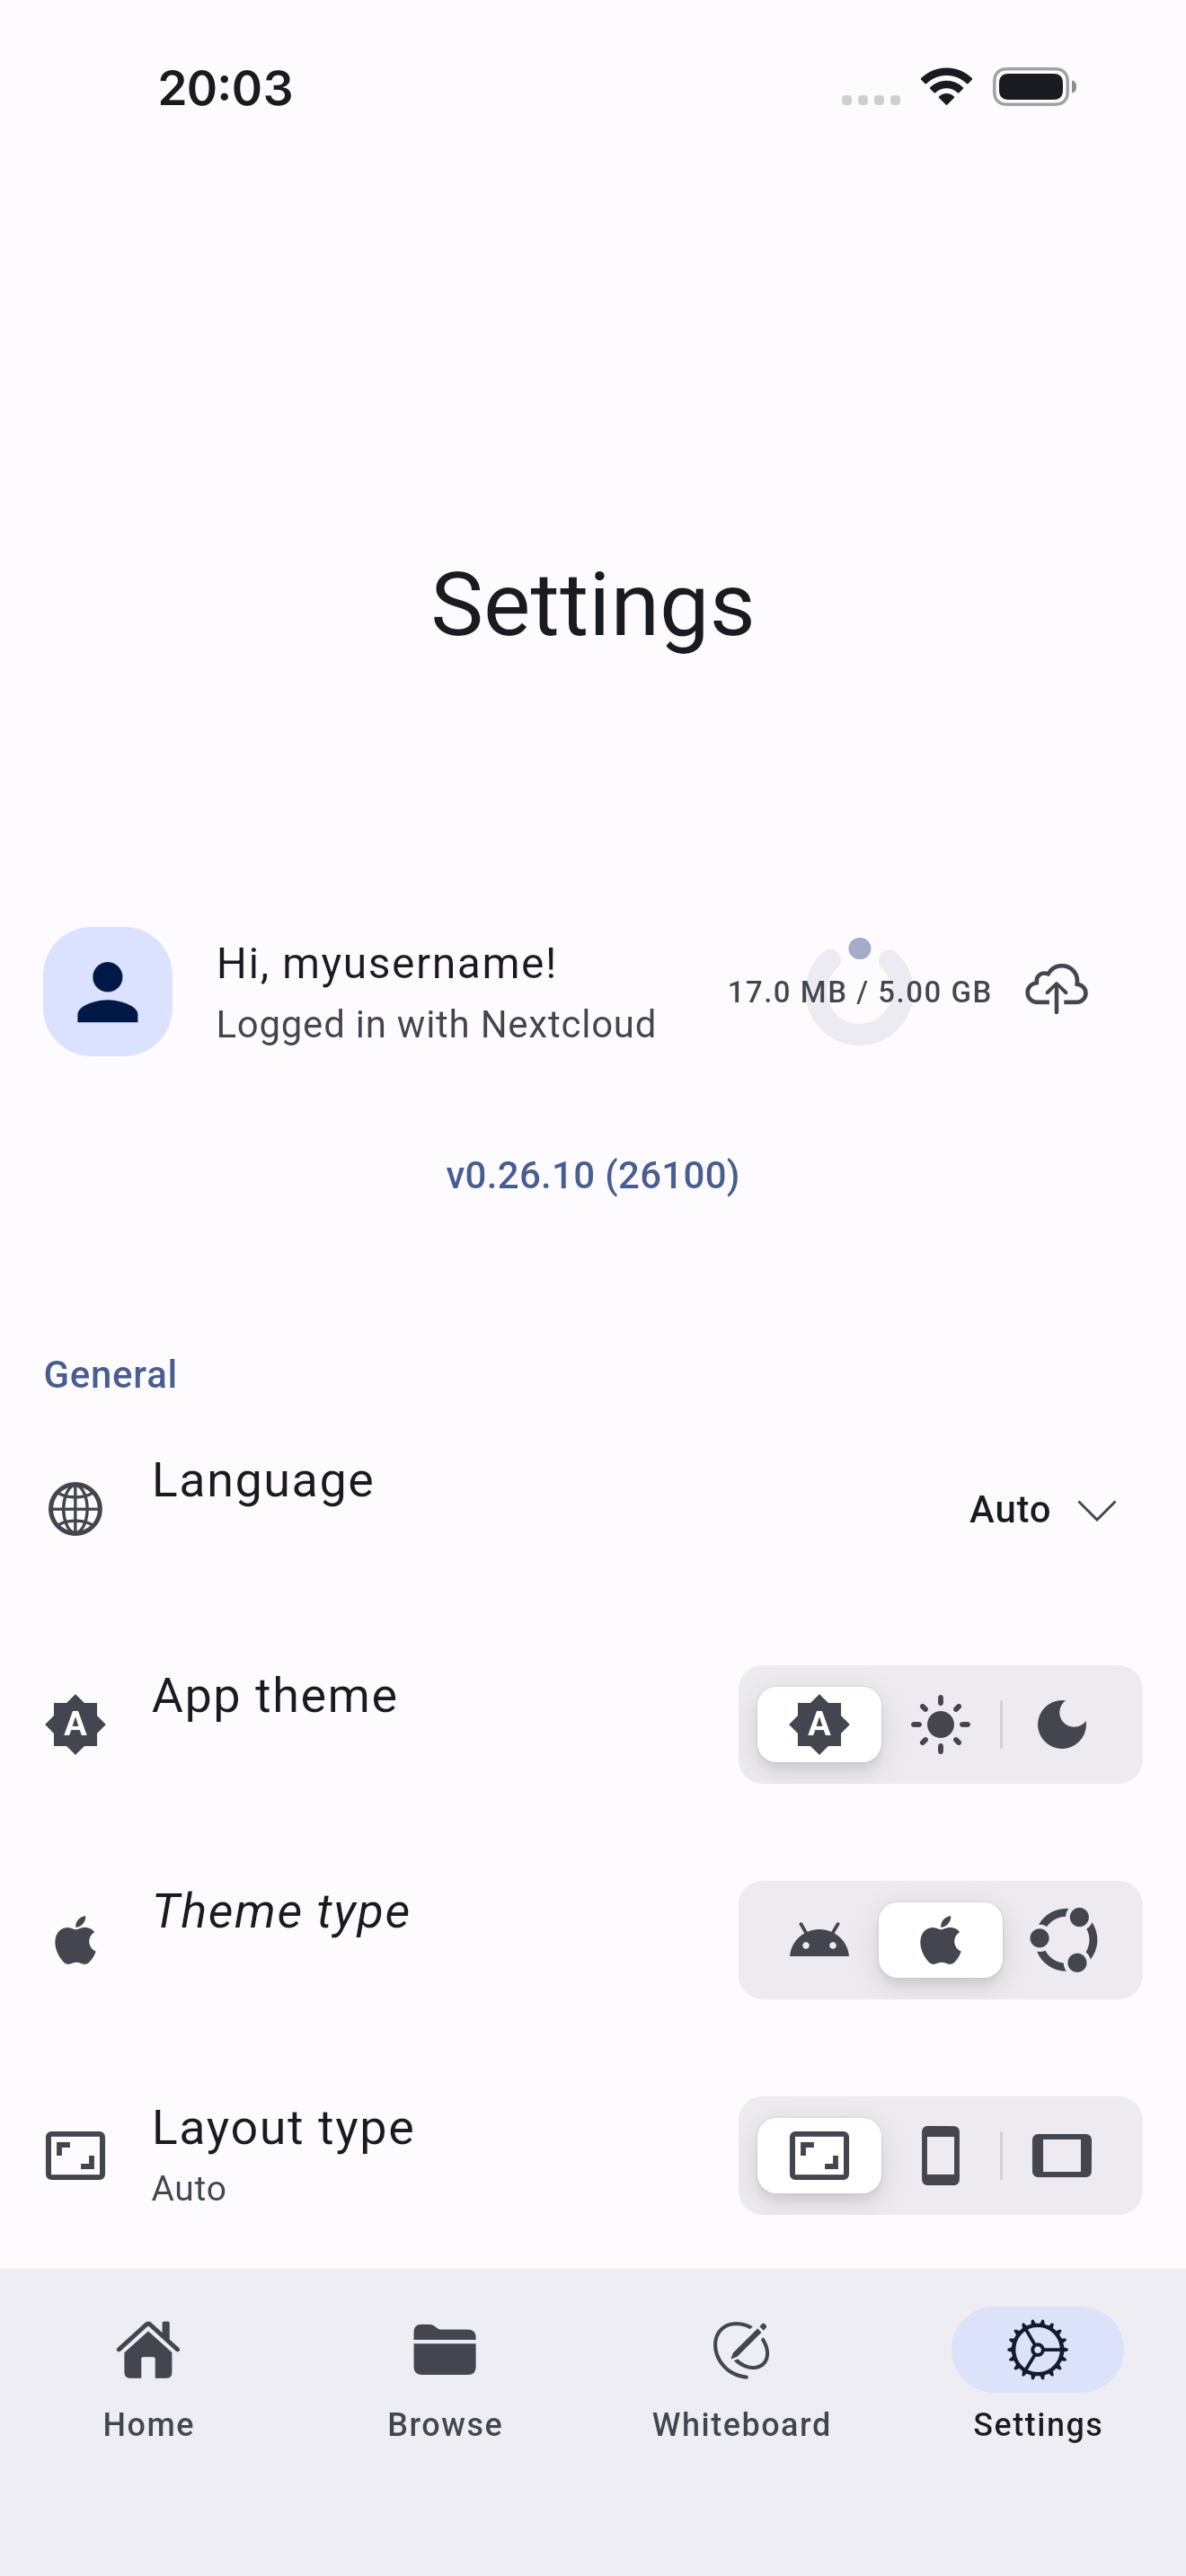 20:03
Settings
Hi, myusername!
Logged in with Nextcloud
17.0 MB / 5.00 GB
v0.26.10 (26100)
General
Language
Auto
App theme
A
A
Theme type
Layout type
Auto
Home
Browse
Whiteboard
Settings